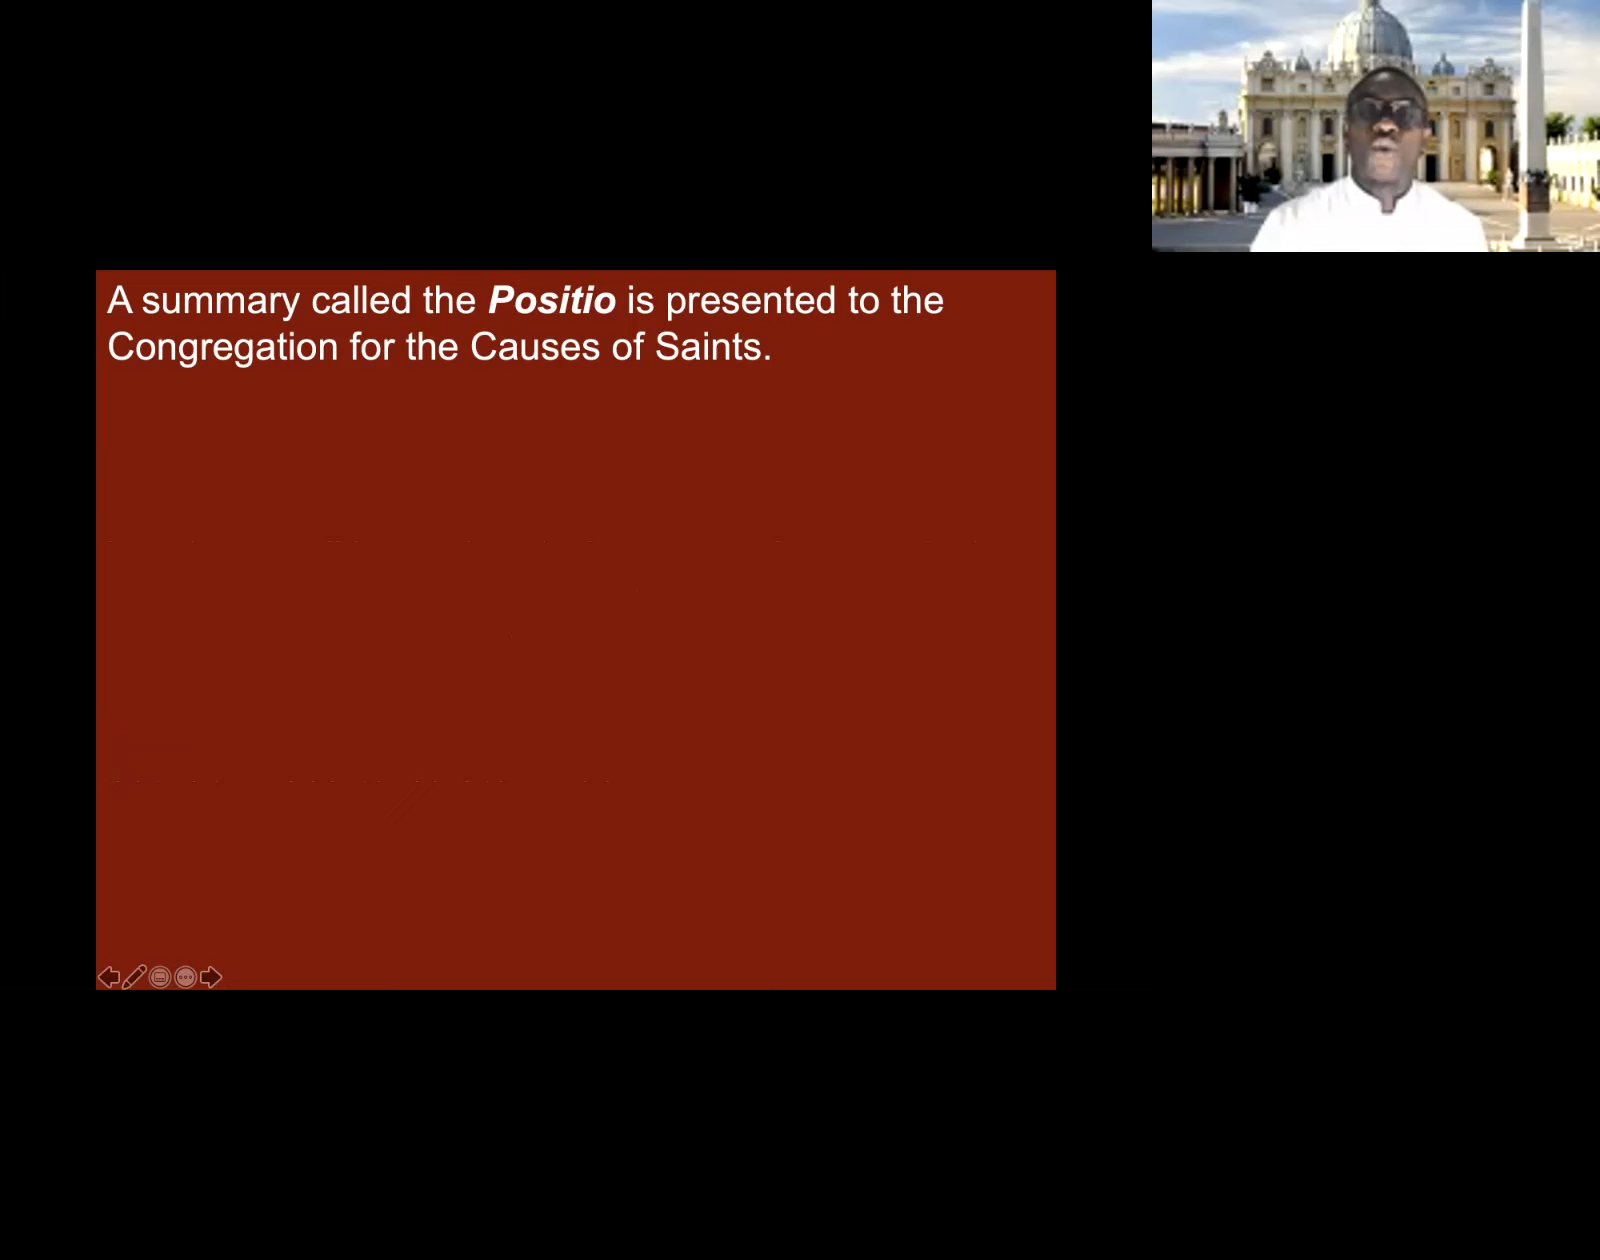 A summary called the Positio is presented to the
Congregation for the Causes of Saints.